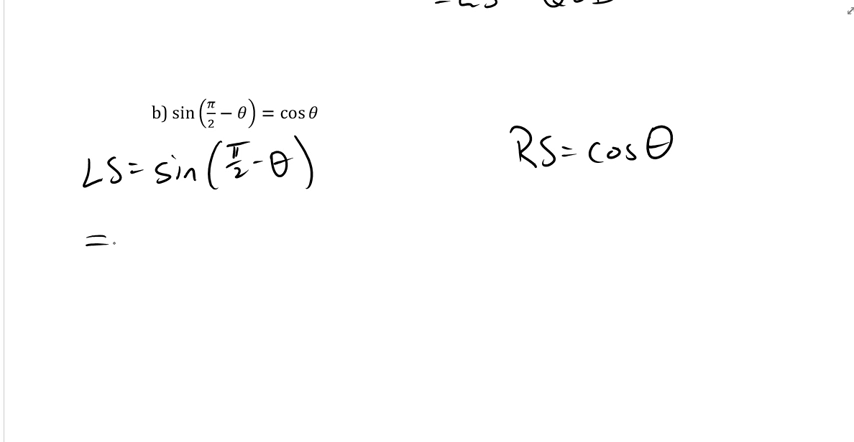 b) sin(π/2 − θ) = cos θ
LS = sin(π/2 − θ)
RS = cos θ
=